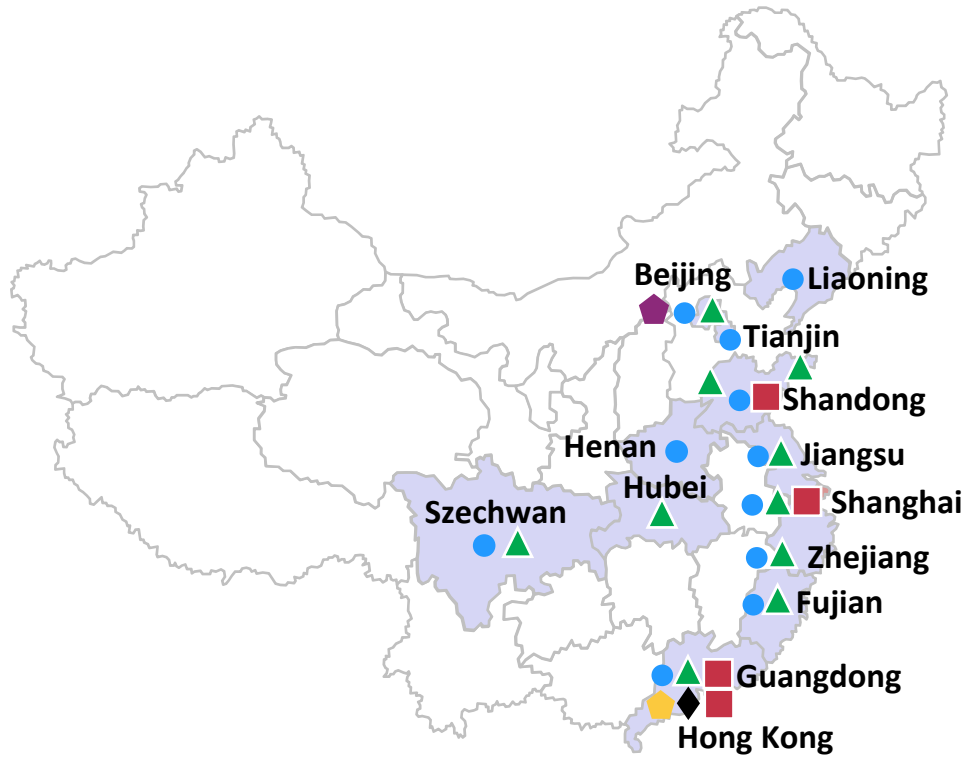 Beijing
Liaoning
Tianjin
Shandong
Henan
Jiangsu
Hubei
Szechwan
Shanghai
Zhejiang
Fujian
Guangdong
Hong Kong